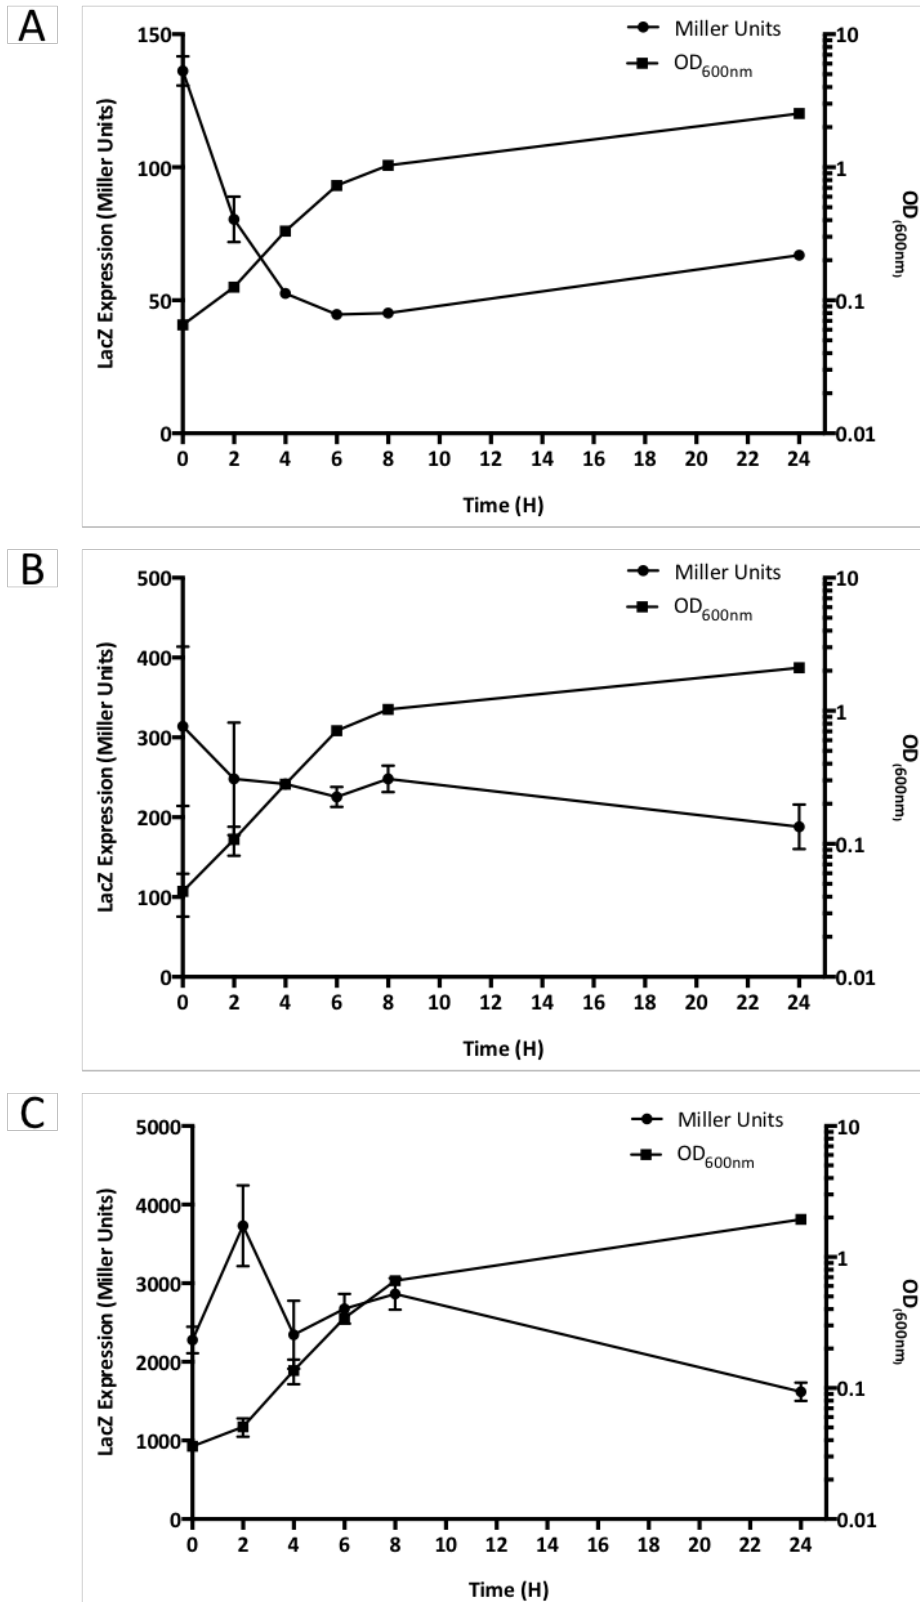 A
Miller Units
OD600nm
LacZ Expression (Miller Units)
150
100
50
0
10
1
0.1
0.01
OD(600nm)
0 2 4 6 8 10 12 14 16 18 20 22 24
Time (H)
B
Miller Units
OD600nm
LacZ Expression (Miller Units)
500
400
300
200
100
0
10
1
0.1
0.01
OD(600nm)
0 2 4 6 8 10 12 14 16 18 20 22 24
Time (H)
C
Miller Units
OD600nm
LacZ Expression (Miller Units)
5000
4000
3000
2000
1000
0
10
1
0.1
0.01
OD(600nm)
0 2 4 6 8 10 12 14 16 18 20 22 24
Time (H)